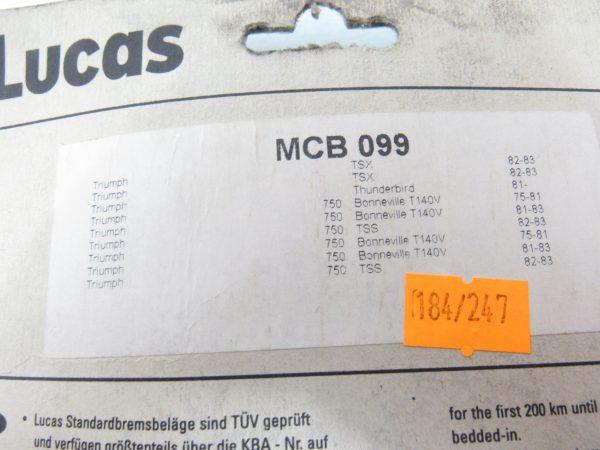 Lucas
MCB 099
Triumph TSX 82-83
Triumph TSX 82-83
Triumph Thunderbird 81-
Triumph 750 Bonneville T140V 75-81
Triumph 750 Bonneville T140V 81-83
Triumph 750 TSS 82-83
Triumph 750 Bonneville T140V 75-81
Triumph 750 Bonneville T140V 81-83
Triumph 750 TSS 82-83
184/247
• Lucas Standardbremsbeläge sind TÜV geprüft
und verfügen größtenteils über die KBA - Nr. auf
for the first 200 km until
bedded-in.